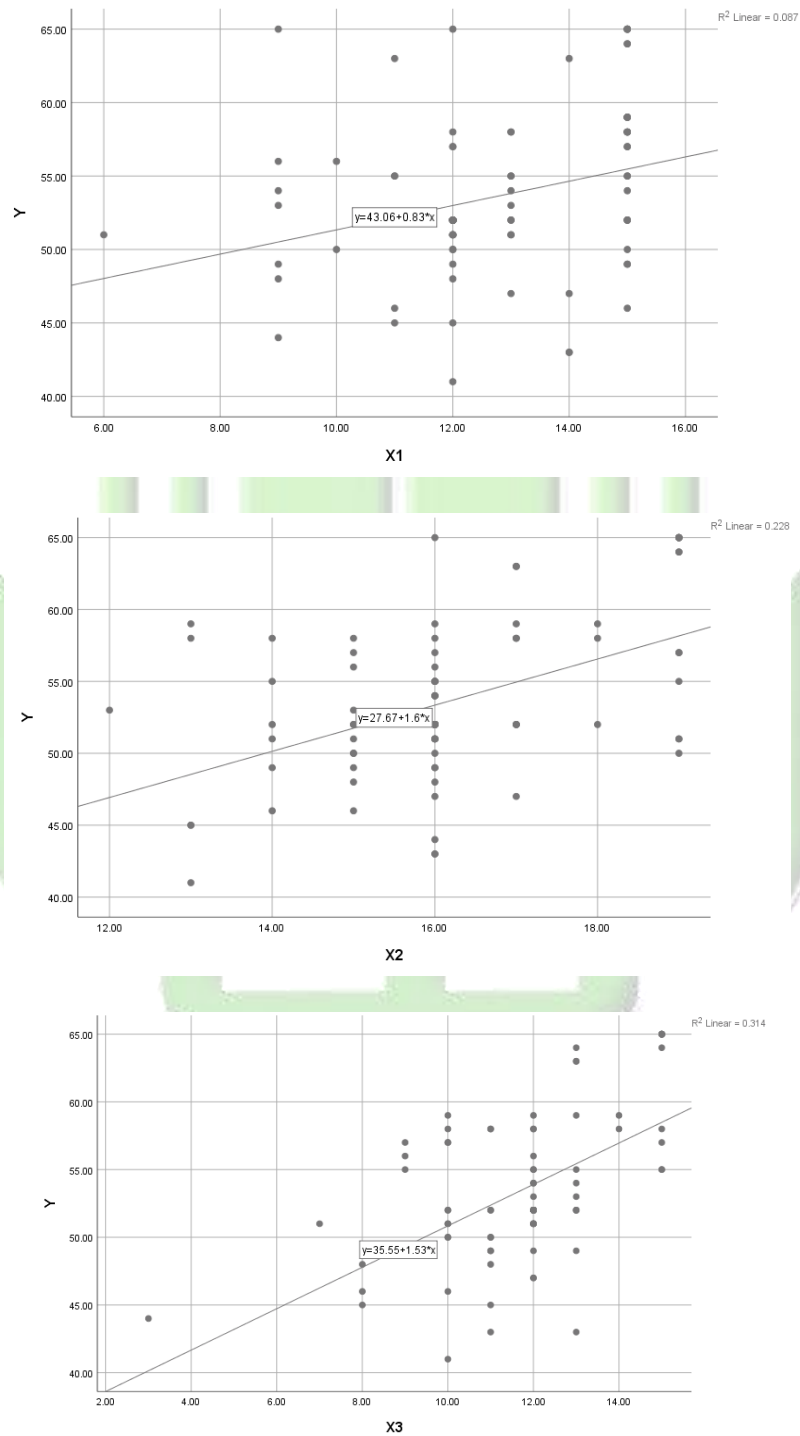 R² Linear = 0.087
65.00
60.00
55.00
50.00
45.00
40.00
Y
y=43.06+0.83*x
6.00 8.00 10.00 12.00 14.00 16.00
X1
R² Linear = 0.228
65.00
60.00
55.00
50.00
45.00
40.00
Y
y=27.67+1.6*x
12.00 14.00 16.00 18.00
X2
R² Linear = 0.314
65.00
60.00
55.00
50.00
45.00
40.00
Y
y=35.55+1.53*x
2.00 4.00 6.00 8.00 10.00 12.00 14.00
X3